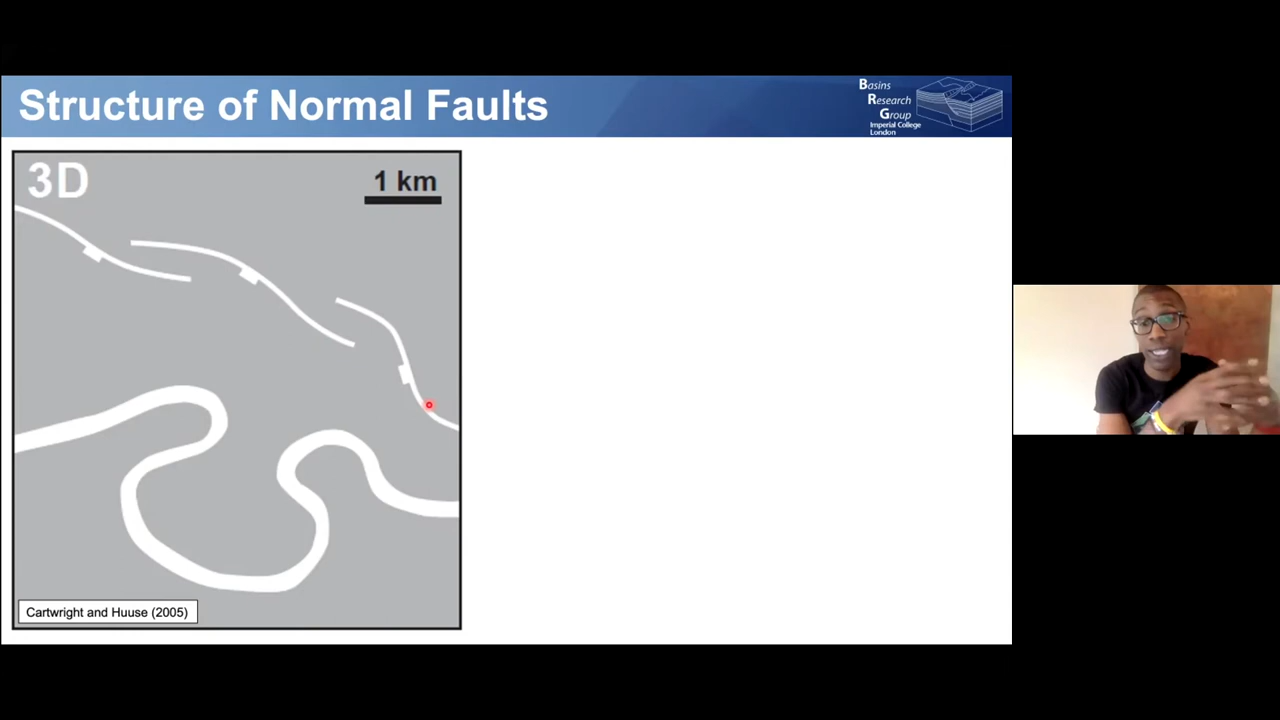 Structure of Normal Faults
Basins
Research
Group
Imperial College
London
3D
1 km
Cartwright and Huuse (2005)